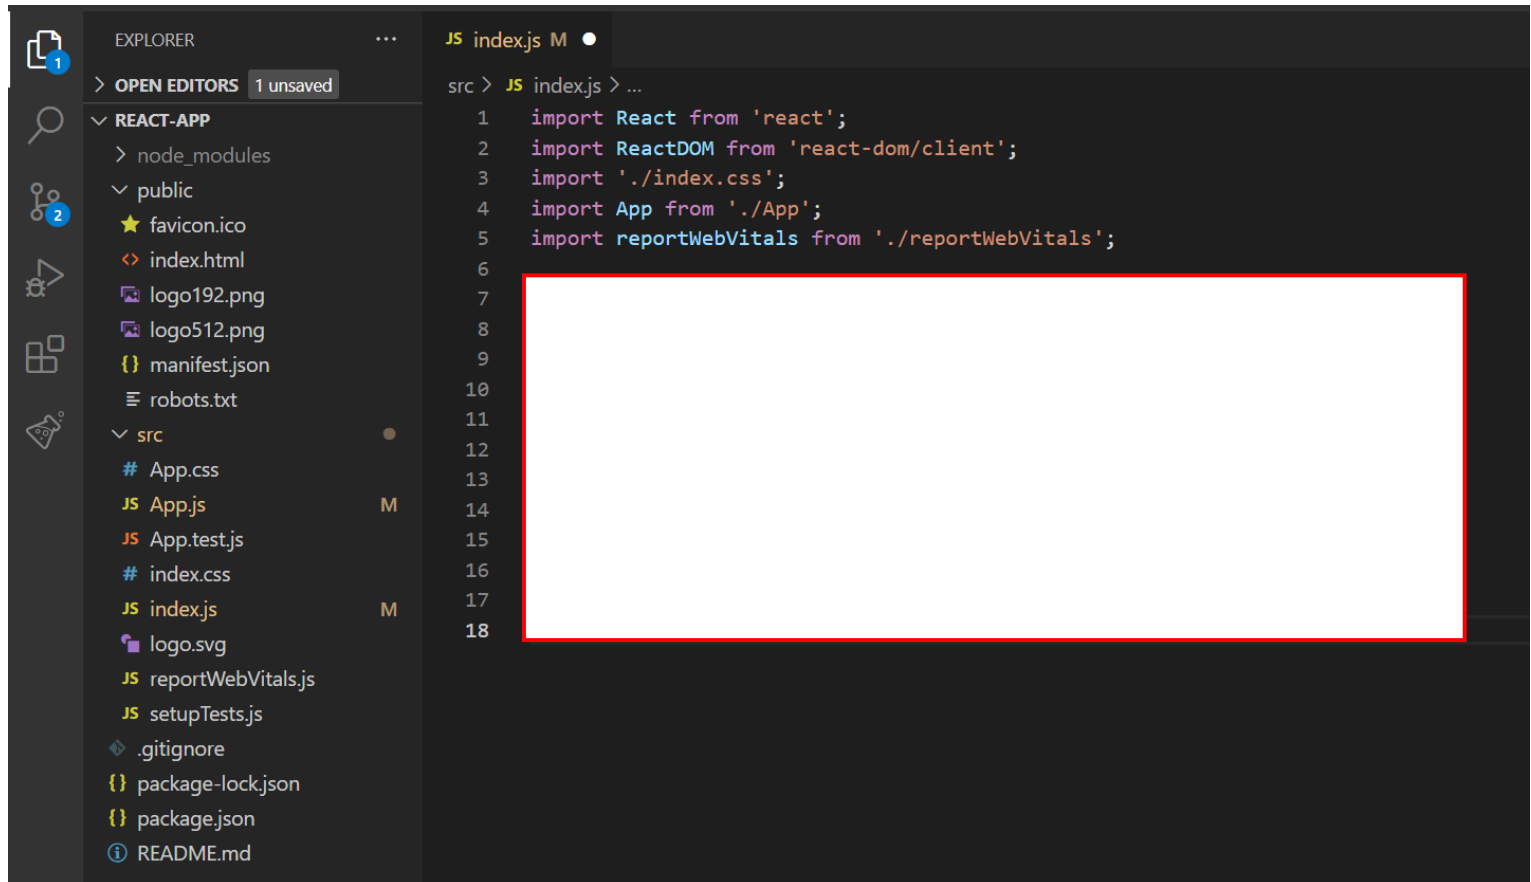 1
2
EXPLORER ...
OPEN EDITORS 1 unsaved
REACT-APP
node_modules
public
favicon.ico
<> index.html
logo192.png
logo512.png
{} manifest.json
robots.txt
src
# App.css
JS App.js M
JS App.test.js
# index.css
JS index.js M
logo.svg
JS reportWebVitals.js
JS setupTests.js
.gitignore
{} package-lock.json
{} package.json
README.md
JS index.js M
src > JS index.js > ...
1 import React from 'react';
2 import ReactDOM from 'react-dom/client';
3 import './index.css';
4 import App from './App';
5 import reportWebVitals from './reportWebVitals';
6
7
8
9
10
11
12
13
14
15
16
17
18